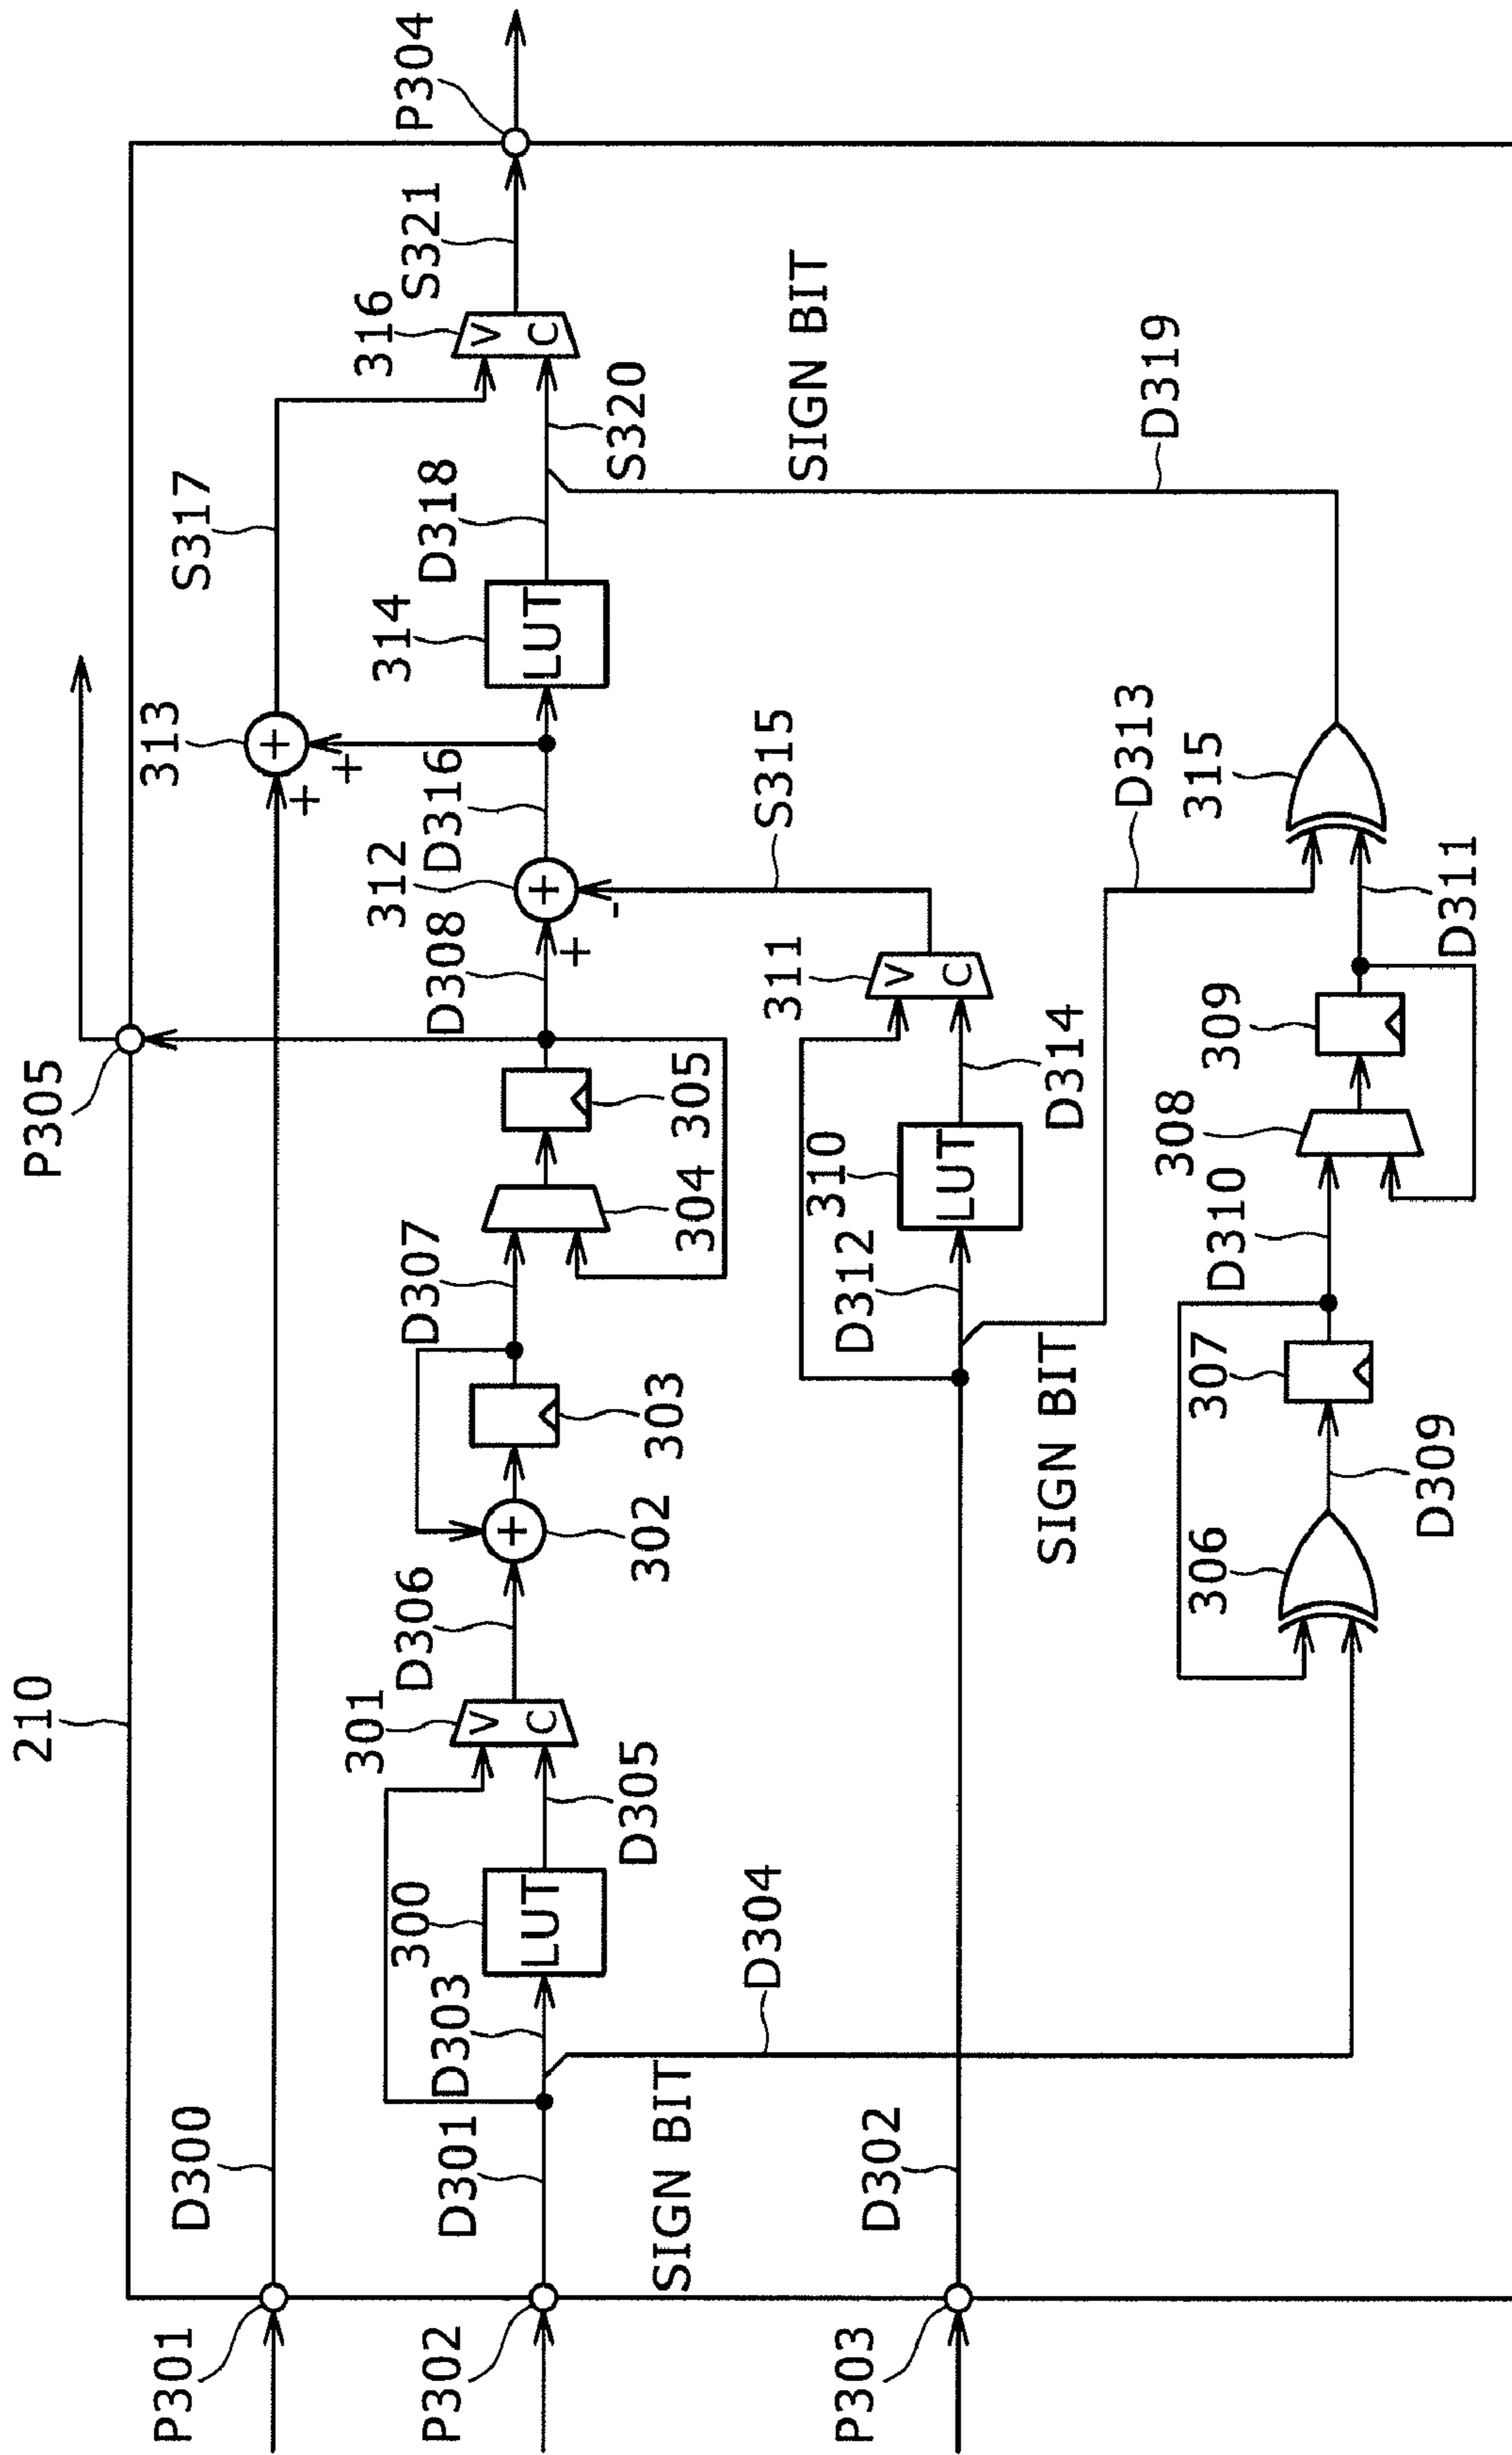 210
P301
D300
P305
313
S317
P304
P302
D301
SIGN BIT
D303
300
LUT
D305
301
V
C
D306
302
+
303
D307
304
305
D308
+
312
+
-
D316
+
+
+
314
LUT
D318
S320
316
V
C
S321
SIGN BIT
D319
P303
D302
D304
SIGN BIT
D312
310
LUT
D314
311
V
C
S315
D313
306
D309
307
D310
308
309
D311
315